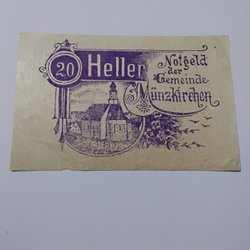 20 Heller
Notgeld
der
Gemeinde
Münzkirchen